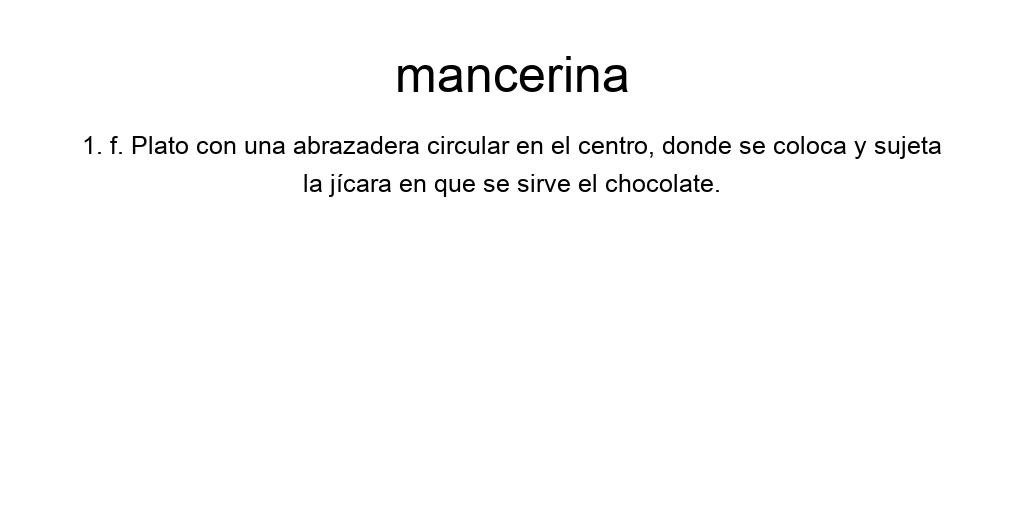 mancerina
1. f. Plato con una abrazadera circular en el centro, donde se coloca y sujeta
la jícara en que se sirve el chocolate.